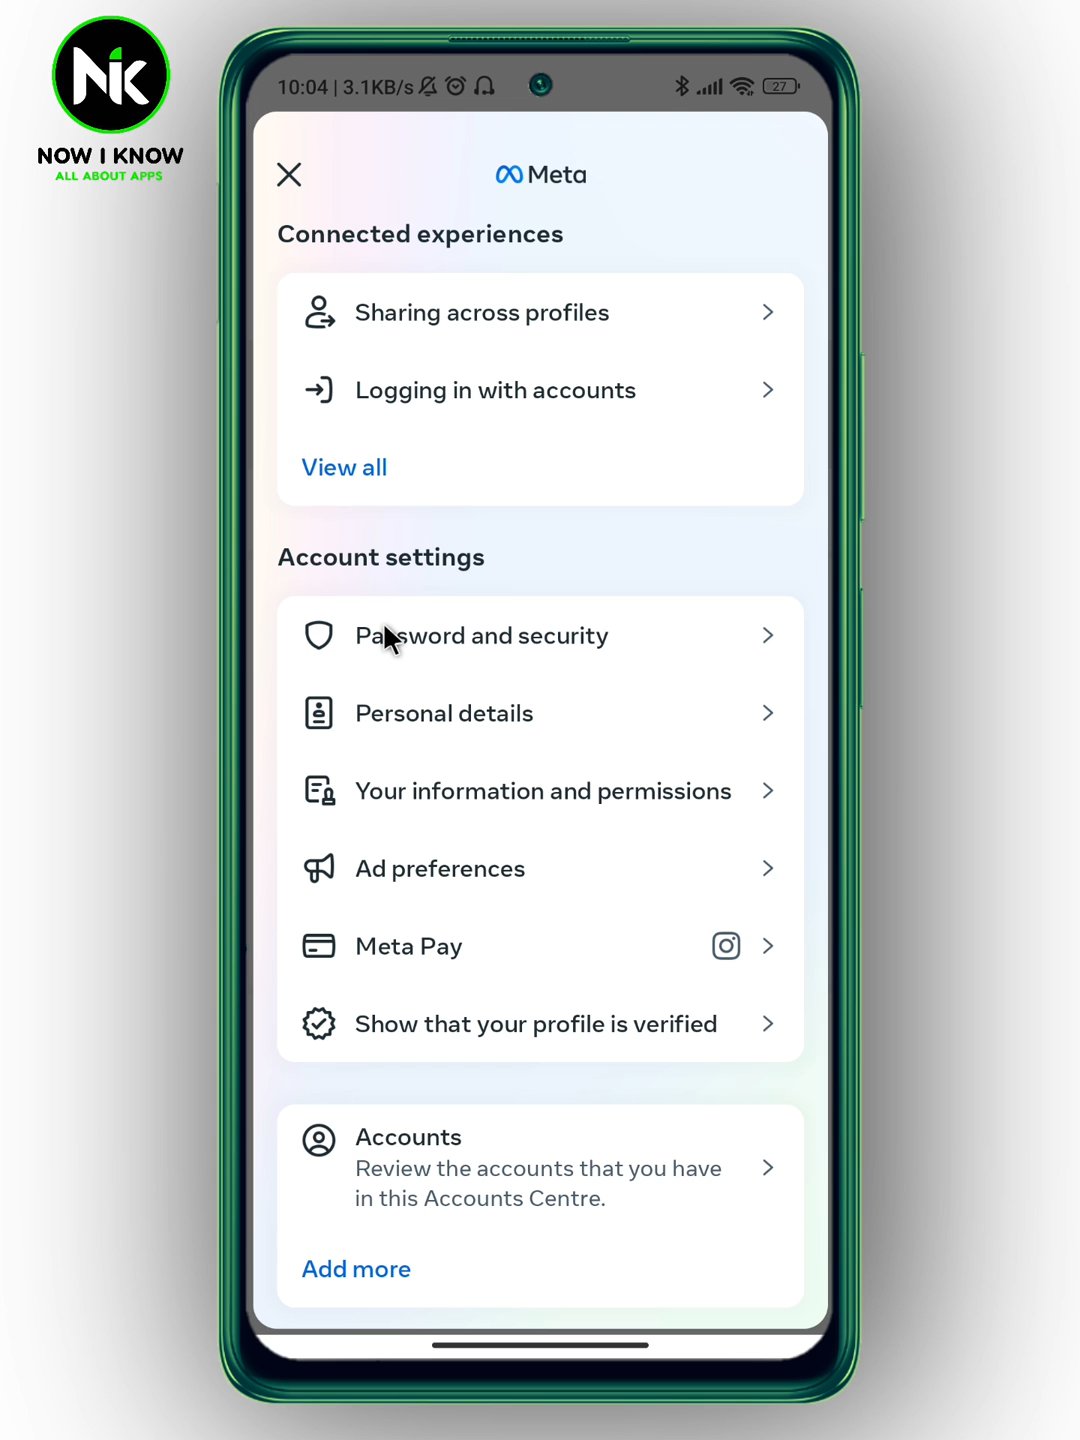 NIK
NOW I KNOW
ALL ABOUT APPS
10:04 | 3.1KB/s
27
Meta
Connected experiences
Sharing across profiles
Logging in with accounts
View all
Account settings
Password and security
Personal details
Your information and permissions
Ad preferences
Meta Pay
Show that your profile is verified
Accounts
Review the accounts that you have
in this Accounts Centre.
Add more